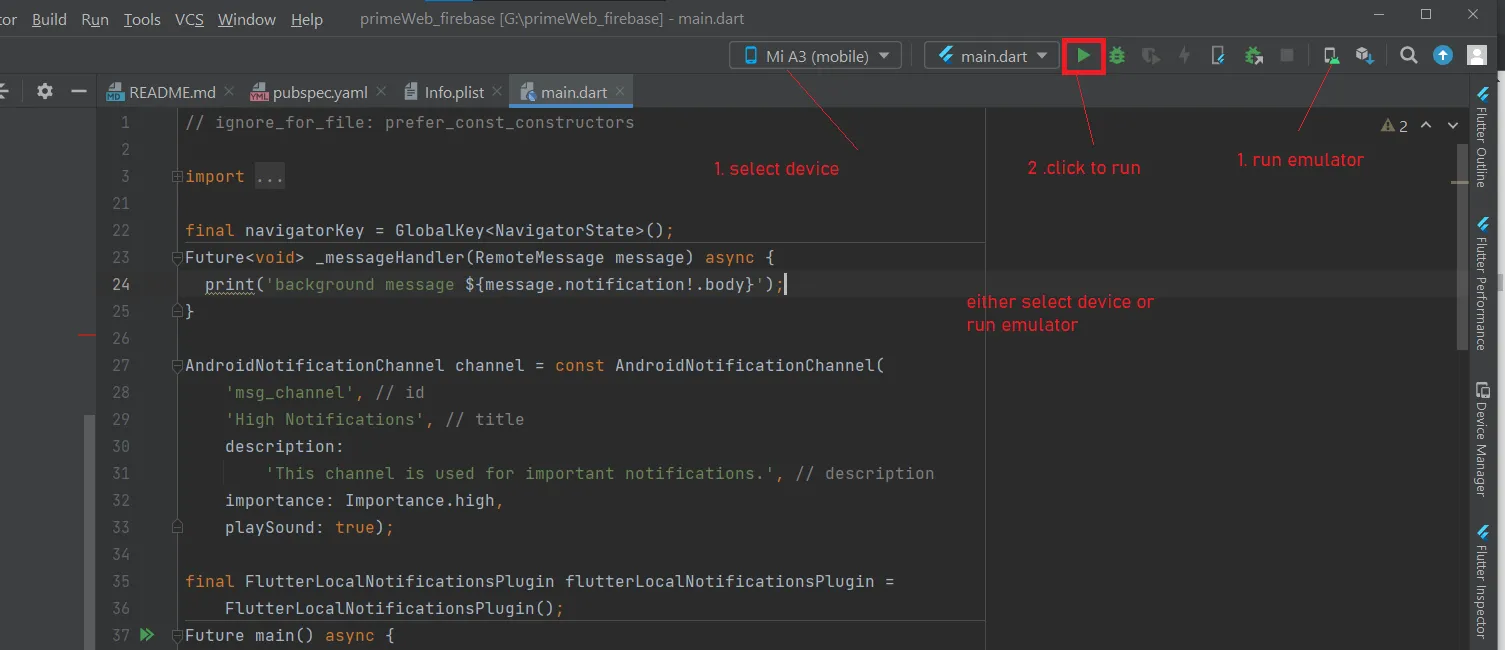 or Build Run Tools VCS Window Help primeWeb_firebase [G:\primeWeb_firebase] - main.dart
Mi A3 (mobile) main.dart
README.md pubspec.yaml Info.plist main.dart
1 // ignore_for_file: prefer_const_constructors
2
3 import ...
21
22 final navigatorKey = GlobalKey<NavigatorState>();
23 Future<void> _messageHandler(RemoteMessage message) async {
24 print('background message ${message.notification!.body}');
25 }
26
27 AndroidNotificationChannel channel = const AndroidNotificationChannel(
28 'msg_channel', // id
29 'High Notifications', // title
30 description:
31 'This channel is used for important notifications.', // description
32 importance: Importance.high,
33 playSound: true);
34
35 final FlutterLocalNotificationsPlugin flutterLocalNotificationsPlugin =
36 FlutterLocalNotificationsPlugin();
37 Future main() async {
2
1. select device
2 .click to run
1. run emulator
either select device or
run emulator
Flutter Outline
Flutter Performance
Device Manager
Flutter Inspector
MD
YML